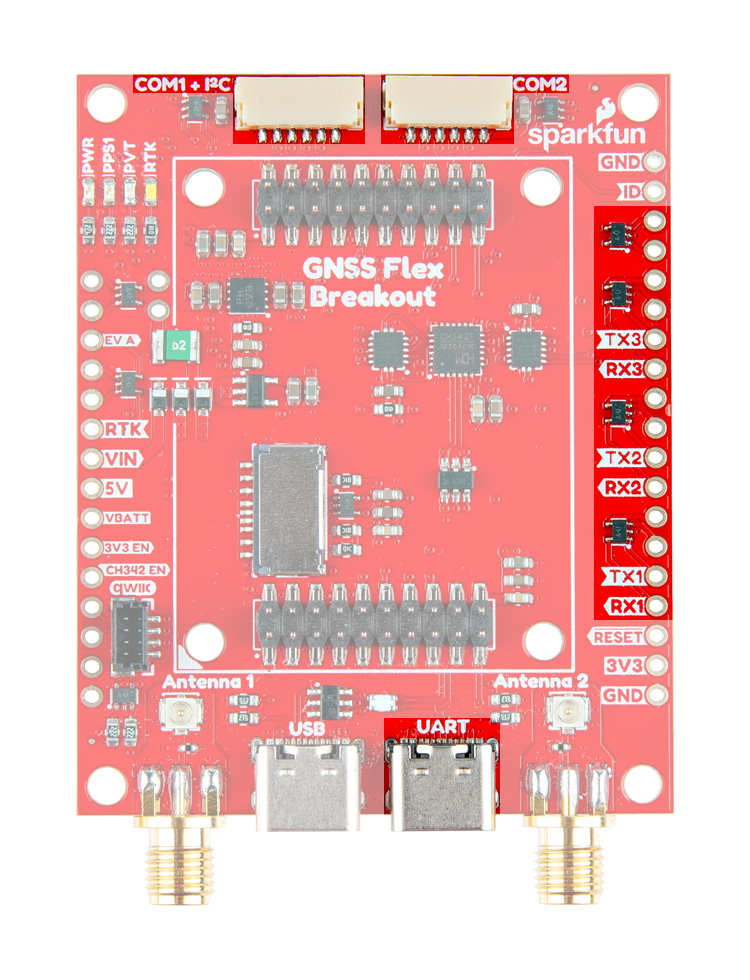 COM1 + I²C
COM2
sparkfun
PWR
PPS1
PVT
RTK
GND
ID
GNSS Flex
Breakout
EV A
TX3
RX3
RTK
VIN
5V
VBATT
3V3 EN
CH342 EN
qwiic
TX2
RX2
TX1
RX1
RESET
3V3
GND
Antenna 1
Antenna 2
USB
UART